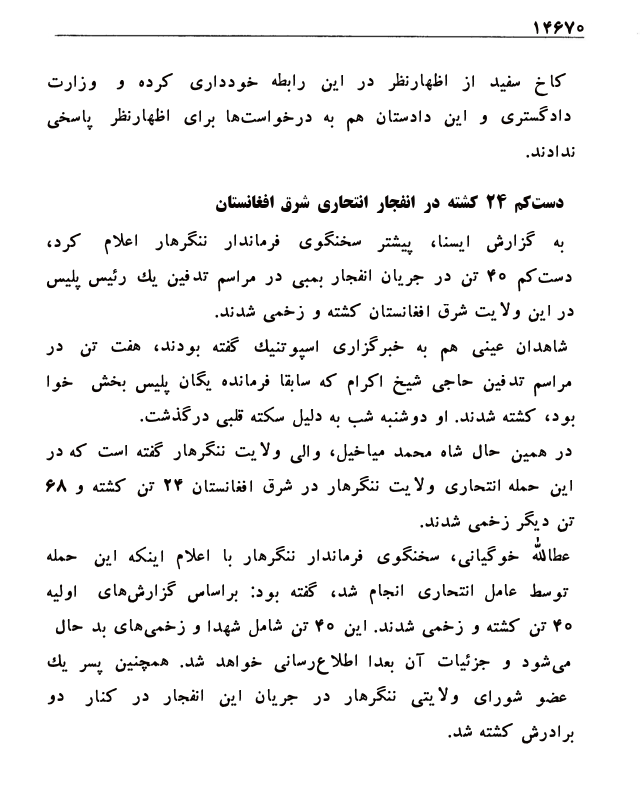 ۱۴۶۷۰
کاخ سفید از اظهارنظر در این رابطه خودداری کرده و وزارت
دادگستری و این دادستان هم به درخواست‌ها برای اظهارنظر پاسخی
ندادند.
دست‌کم ۲۴ کشته در انفجار انتحاری شرق افغانستان
به گزارش ایسنا، پیشتر سخنگوی فرماندار ننگرهار اعلام کرد،
دست‌کم ۴۰ تن در جریان انفجار بمبی در مراسم تدفین یك رئیس پلیس
در این ولایت شرق افغانستان کشته و زخمی شدند.
شاهدان عینی هم به خبرگزاری اسپوتنیك گفته بودند، هفت تن در
مراسم تدفین حاجی شیخ اکرام که سابقا فرمانده یگان پلیس بخش خوا
بود، کشته شدند. او دوشنبه شب به دلیل سکته قلبی درگذشت.
در همین حال شاه محمد میاخیل، والی ولایت ننگرهار گفته است که در
این حمله انتحاری ولایت ننگرهار در شرق افغانستان ۲۴ تن کشته و ۶۸
تن دیگر زخمی شدند.
عطاالله خوگیانی، سخنگوی فرماندار ننگرهار با اعلام اینکه این حمله
توسط عامل انتحاری انجام شد، گفته بود: براساس گزارش‌های اولیه
۴۰ تن کشته و زخمی شدند. این ۴۰ تن شامل شهدا و زخمی‌های بد حال
می‌شود و جزئیات آن بعدا اطلاع‌رسانی خواهد شد. همچنین پسر یك
عضو شورای ولایتی ننگرهار در جریان این انفجار در کنار دو
برادرش کشته شد.